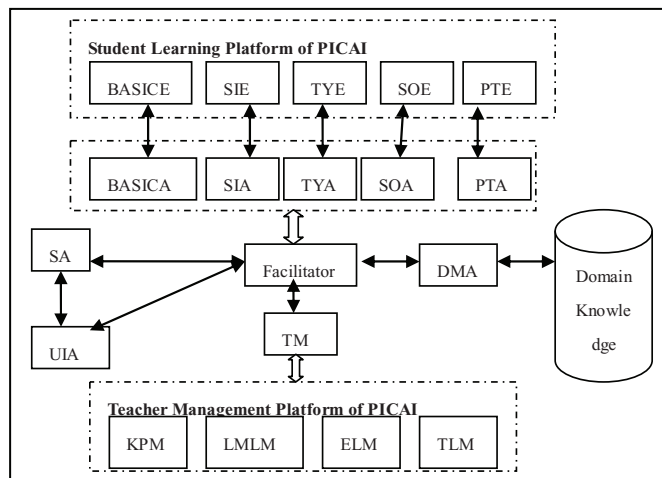 Student Learning Platform of PICAI
BASICE
SIE
TYE
SOE
PTE
BASICA
SIA
TYA
SOA
PTA
SA
Facilitator
DMA
Domain
Knowle
dge
UIA
TM
Teacher Management Platform of PICAI
KPM
LMLM
ELM
TLM